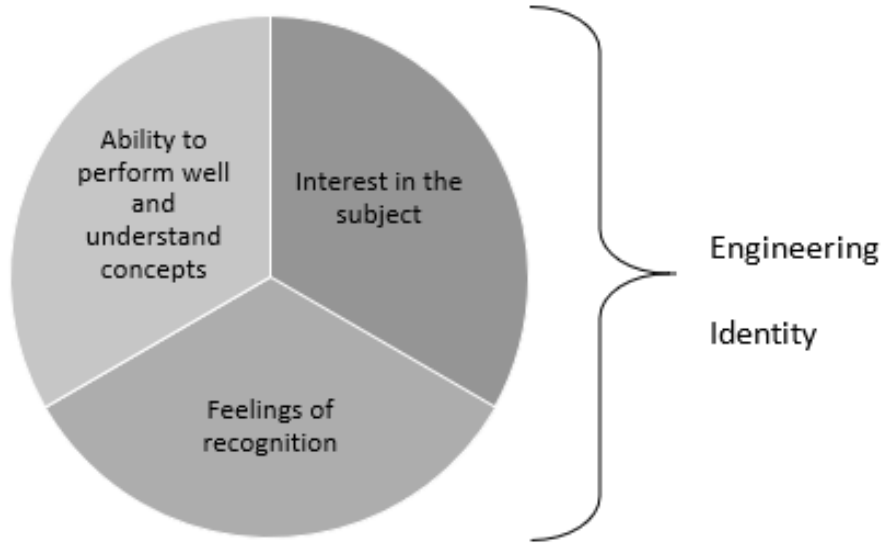 Ability to
perform well
and
understand
concepts
Interest in the
subject
Feelings of
recognition
Engineering
Identity